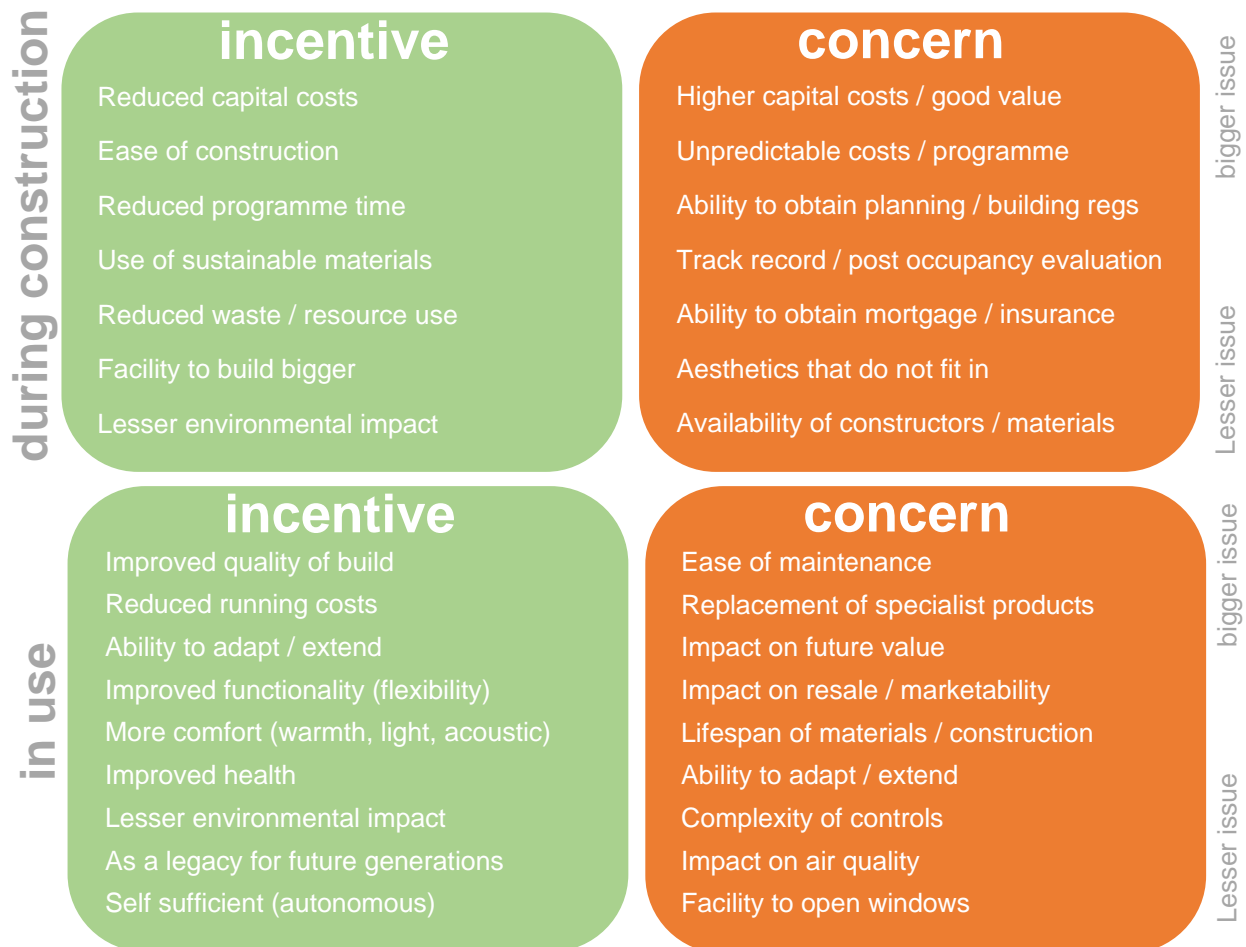 during construction
incentive
Reduced capital costs
Ease of construction
Reduced programme time
Use of sustainable materials
Reduced waste / resource use
Facility to build bigger
Lesser environmental impact
concern
Higher capital costs / good value
Unpredictable costs / programme
Ability to obtain planning / building regs
Track record / post occupancy evaluation
Ability to obtain mortgage / insurance
Aesthetics that do not fit in
Availability of constructors / materials
bigger issue
Lesser issue
in use
incentive
Improved quality of build
Reduced running costs
Ability to adapt / extend
Improved functionality (flexibility)
More comfort (warmth, light, acoustic)
Improved health
Lesser environmental impact
As a legacy for future generations
Self sufficient (autonomous)
concern
Ease of maintenance
Replacement of specialist products
Impact on future value
Impact on resale / marketability
Lifespan of materials / construction
Ability to adapt / extend
Complexity of controls
Impact on air quality
Facility to open windows
bigger issue
Lesser issue